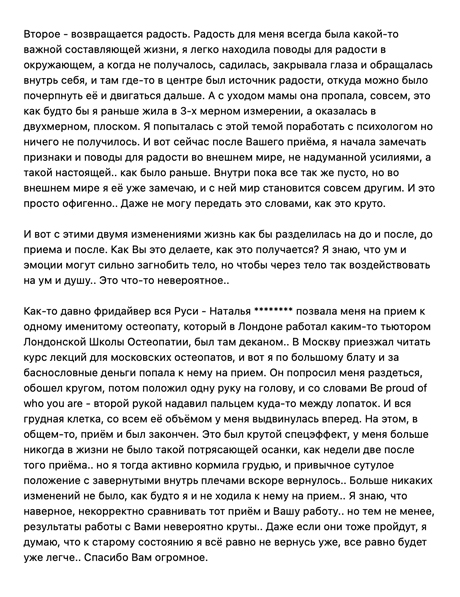 Второе - возвращается радость. Радость для меня всегда была какой-то
важной составляющей жизни, я легко находила поводы для радости в
окружающем, а когда не получалось, садилась, закрывала глаза и обращалась
внутрь себя, и там где-то в центре был источник радости, откуда можно было
почерпнуть её и двигаться дальше. А с уходом мамы она пропала, совсем, это
как будто бы я раньше жила в 3-х мерном измерении, а оказалась в
двухмерном, плоском. Я попыталась с этой темой поработать с психологом но
ничего не получилось. И вот сейчас после Вашего приёма, я начала замечать
признаки и поводы для радости во внешнем мире, не надуманной усилиями, а
такой настоящей.. как было раньше. Внутри пока все так же пусто, но во
внешнем мире я её уже замечаю, и с ней мир становится совсем другим. И это
просто офигенно.. Даже не могу передать это словами, как это круто.

И вот с этими двумя изменениями жизнь как бы разделилась на до и после, до
приема и после. Как Вы это делаете, как это получается? Я знаю, что ум и
эмоции могут сильно загнобить тело, но чтобы через тело так воздействовать
на ум и душу.. Это что-то невероятное..

Как-то давно фридайвер вся Руси - Наталья ******** позвала меня на прием к
одному именитому остеопату, который в Лондоне работал каким-то тьютором
Лондонской Школы Остеопатии, был там деканом.. В Москву приезжал читать
курс лекций для московских остеопатов, и вот я по большому блату и за
баснословные деньги попала к нему на прием. Он попросил меня раздеться,
обошел кругом, потом положил одну руку на голову, и со словами Be proud of
who you are - второй рукой надавил пальцем куда-то между лопаток. И вся
грудная клетка, со всем её объёмом у меня выдвинулась вперед. На этом, в
общем-то, приём и был закончен. Это был крутой спецэффект, у меня больше
никогда в жизни не было такой потрясающей осанки, как недели две после
того приёма.. но я тогда активно кормила грудью, и привычное сутулое
положение с завернутыми внутрь плечами вскоре вернулось.. Больше никаких
изменений не было, как будто я и не ходила к нему на прием.. Я знаю, что
наверное, некорректно сравнивать тот приём и Вашу работу.. но тем не менее,
результаты работы с Вами невероятно круты.. Даже если они тоже пройдут, я
думаю, что к старому состоянию я всё равно не вернусь уже, все равно будет
уже легче.. Спасибо Вам огромное.